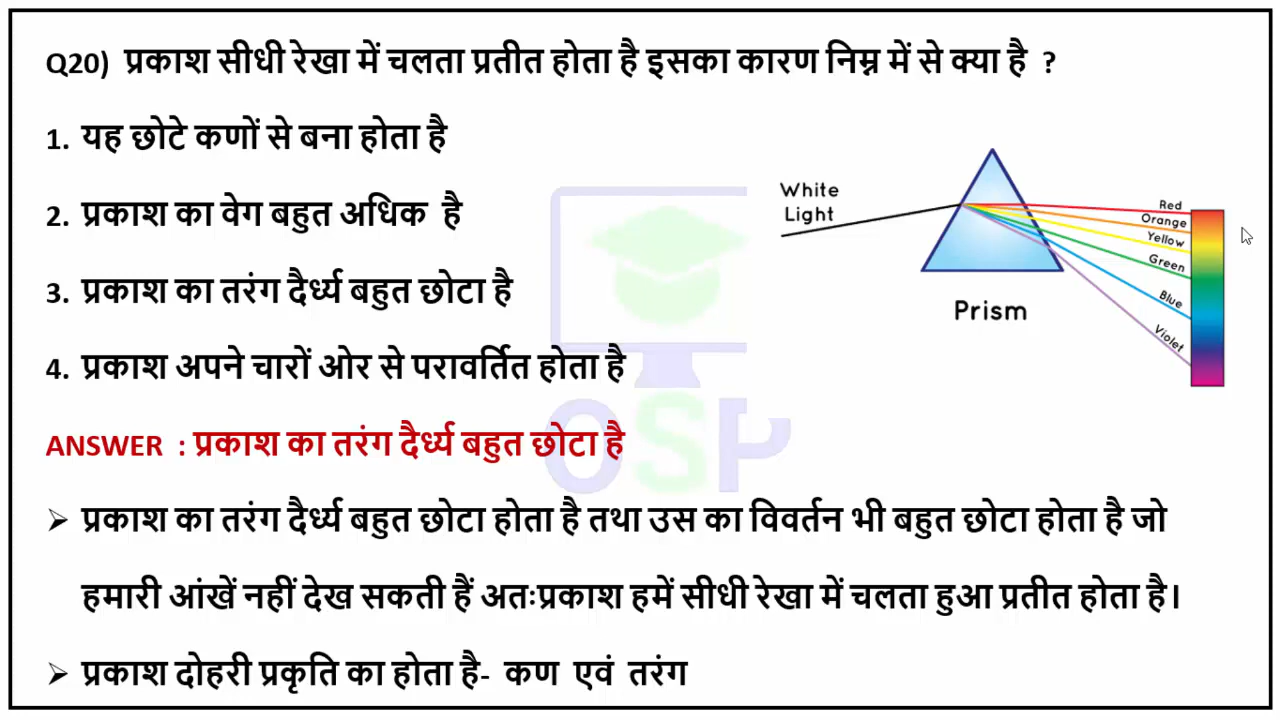 Q20) प्रकाश सीधी रेखा में चलता प्रतीत होता है इसका कारण निम्न में से क्या है ?
1. यह छोटे कणों से बना होता है
2. प्रकाश का वेग बहुत अधिक है
3. प्रकाश का तरंग दैर्ध्य बहुत छोटा है
4. प्रकाश अपने चारों ओर से परावर्तित होता है
White
Light
Prism
Red
Orange
Yellow
Green
Blue
Violet
OSP
ANSWER : प्रकाश का तरंग दैर्ध्य बहुत छोटा है
➢ प्रकाश का तरंग दैर्ध्य बहुत छोटा होता है तथा उस का विवर्तन भी बहुत छोटा होता है जो
हमारी आंखें नहीं देख सकती हैं अतःप्रकाश हमें सीधी रेखा में चलता हुआ प्रतीत होता है।
➢ प्रकाश दोहरी प्रकृति का होता है- कण एवं तरंग